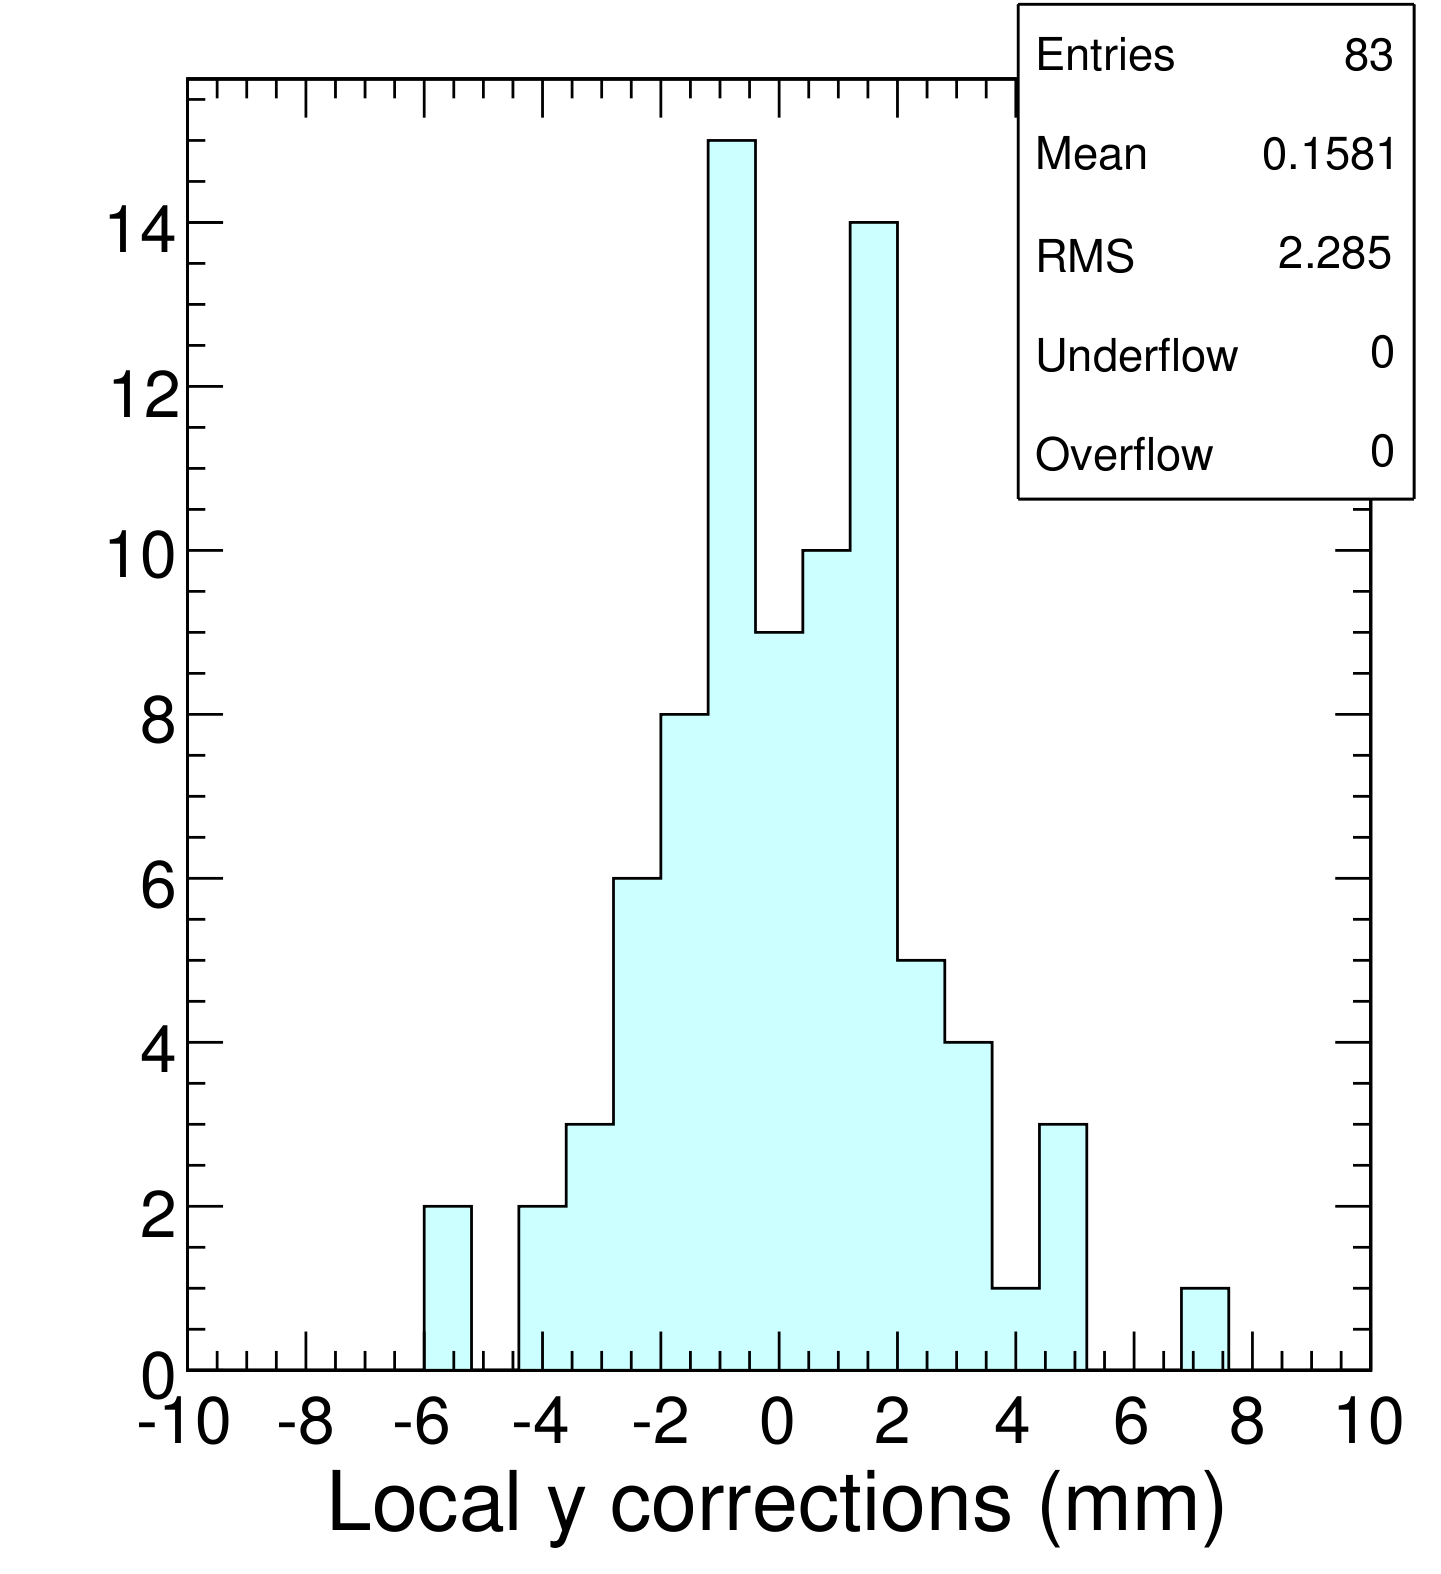 Entries 83
Mean 0.1581
RMS 2.285
Underflow 0
Overflow 0
14
12
10
8
6
4
2
0
-10 -8 -6 -4 -2 0 2 4 6 8 10
Local y corrections (mm)